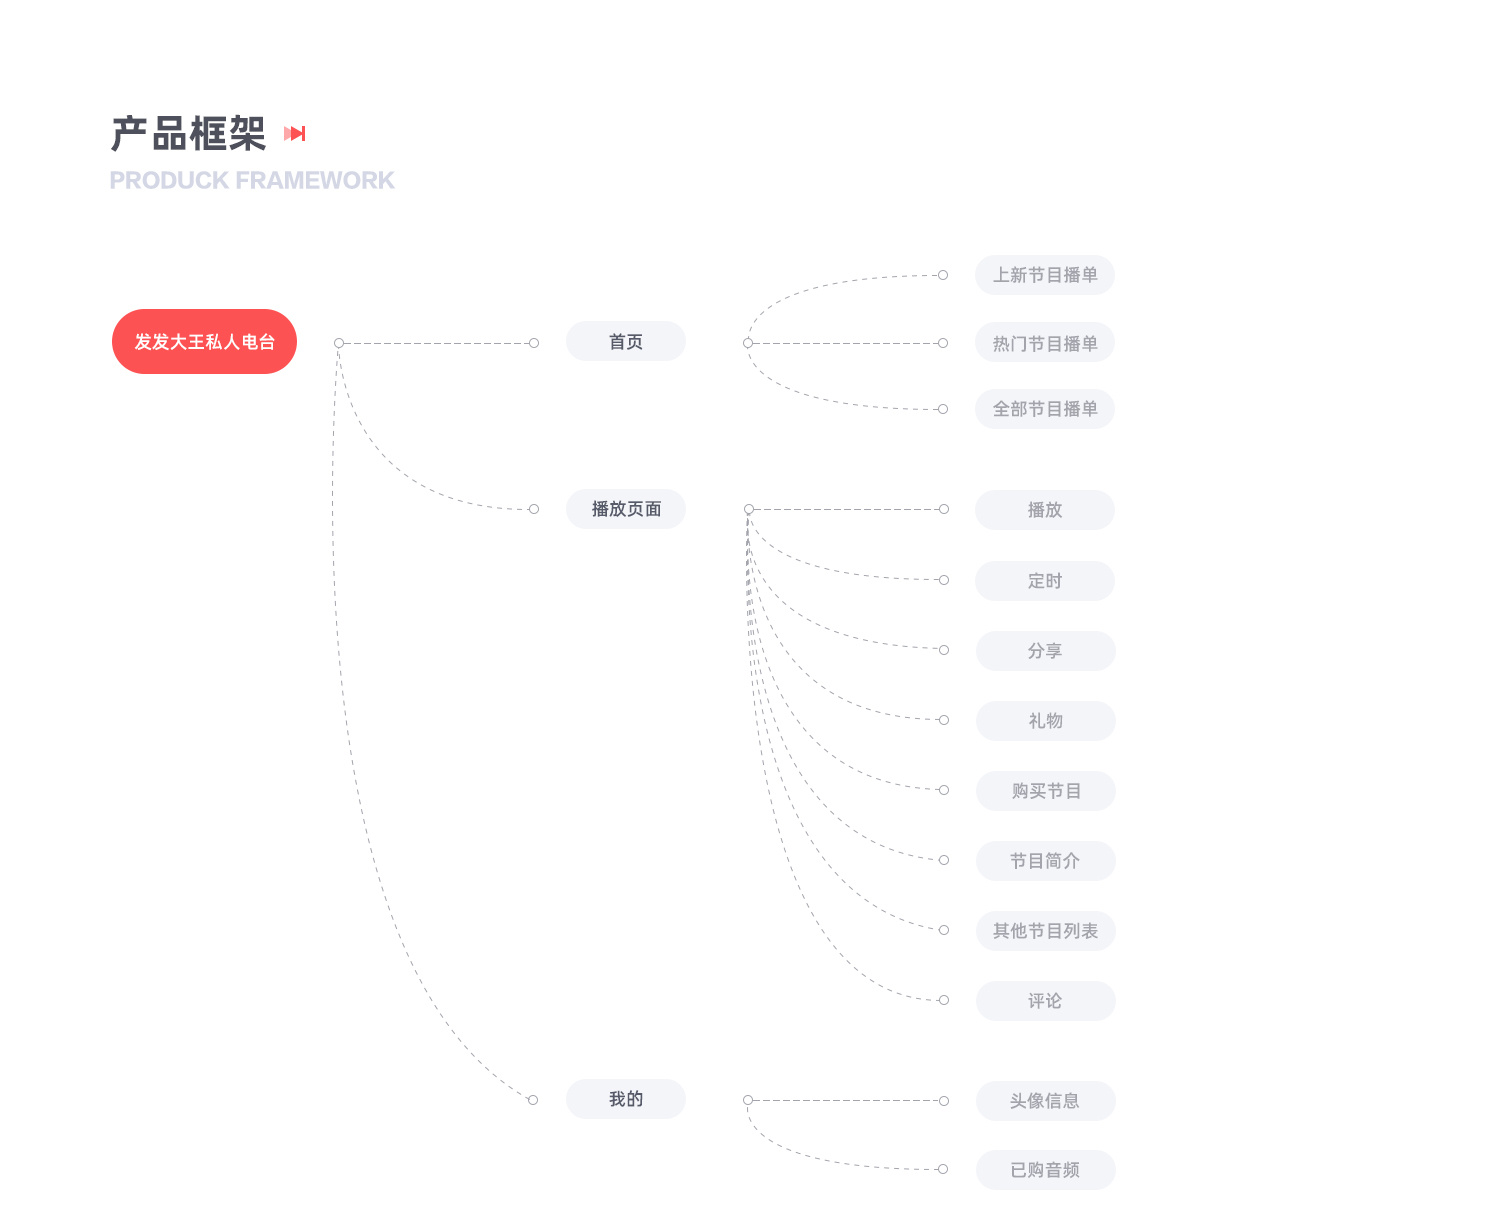 产品框架
PRODUCK FRAMEWORK
发发大王私人电台
首页
上新节目播单
热门节目播单
全部节目播单
播放页面
播放
定时
分享
礼物
购买节目
节目简介
其他节目列表
评论
我的
头像信息
已购音频